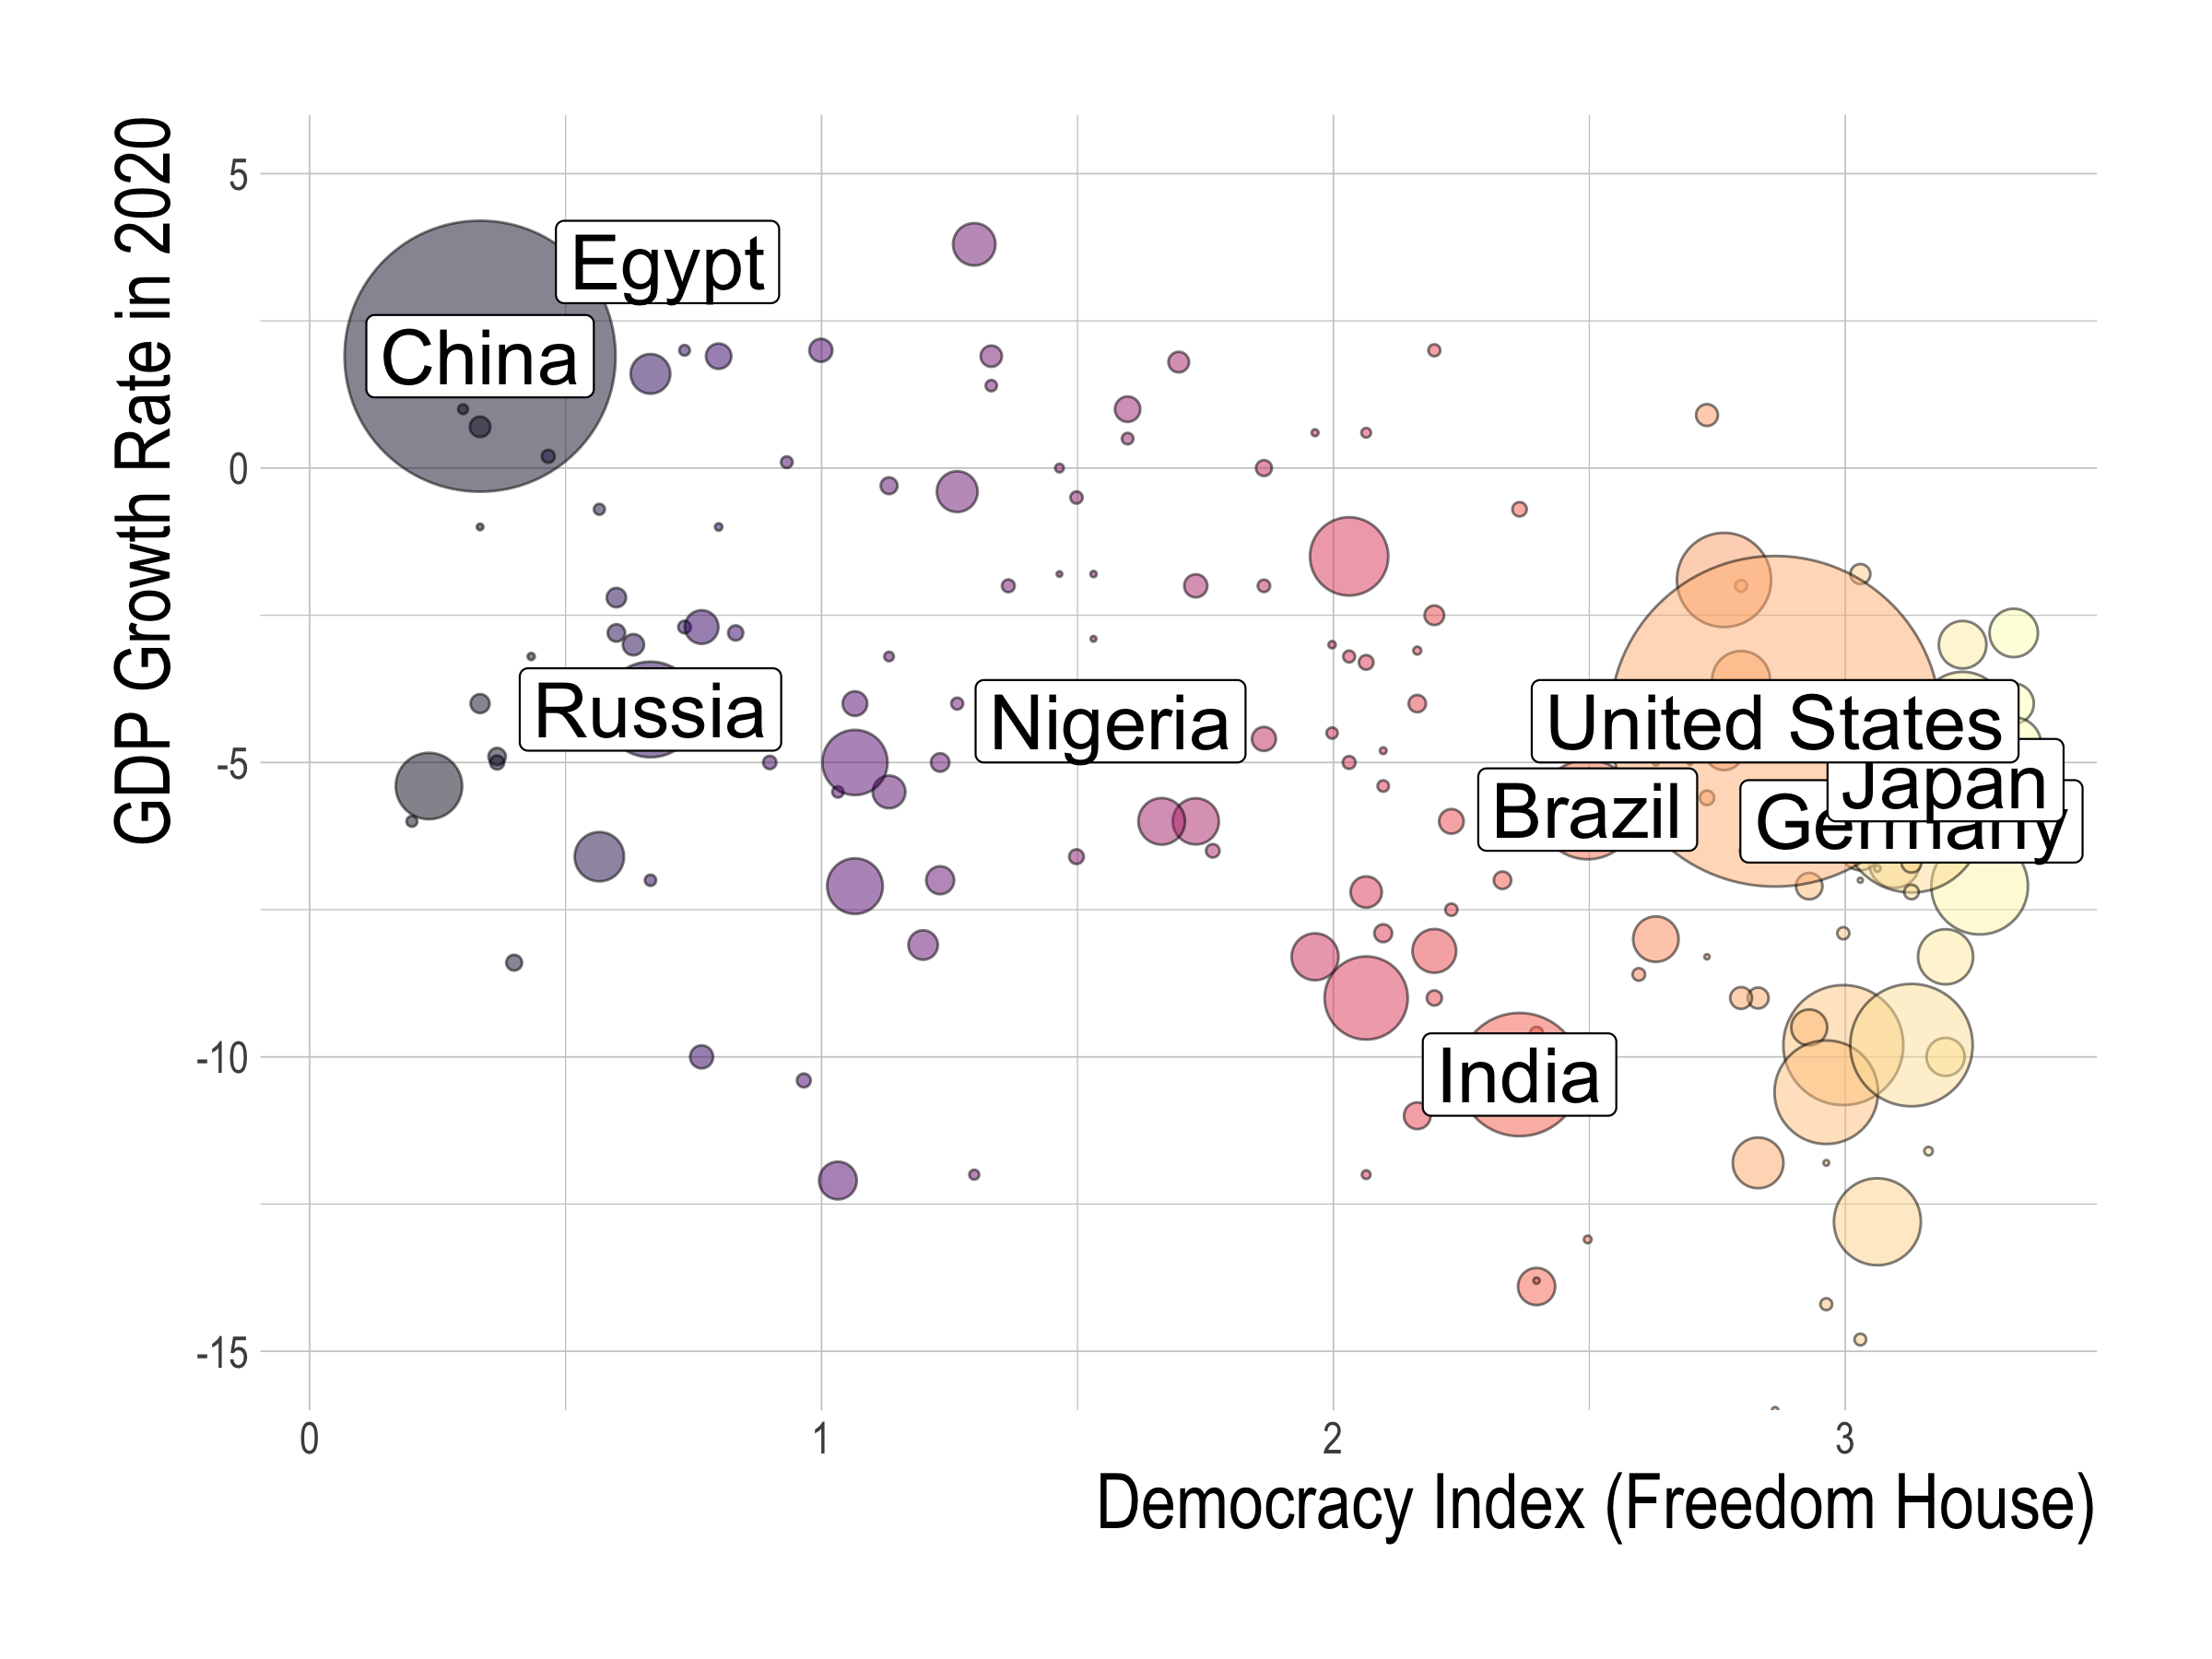 GDP Growth Rate in 2020
5
0
-5
-10
-15
Egypt
China
Russia
Nigeria
United States
Japan
Brazil
Germany
India
0
1
2
3
Democracy Index (Freedom House)